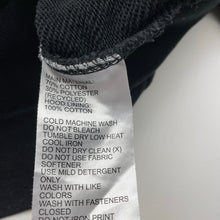 MAIN MATERIAL:
70% COTTON
30% POLYESTER
(RECYCLED)
HOOD LINING:
100% COTTON
COLD MACHINE WASH
DO NOT BLEACH
TUMBLE DRY LOW HEAT
COOL IRON
DO NOT DRY CLEAN (X)
DO NOT USE FABRIC
SOFTENER
USE MILD DETERGENT
ONLY
WASH WITH LIKE
COLORS
WASH WITH FASTENERS
CLOSED
DO NOT IRON PRINT